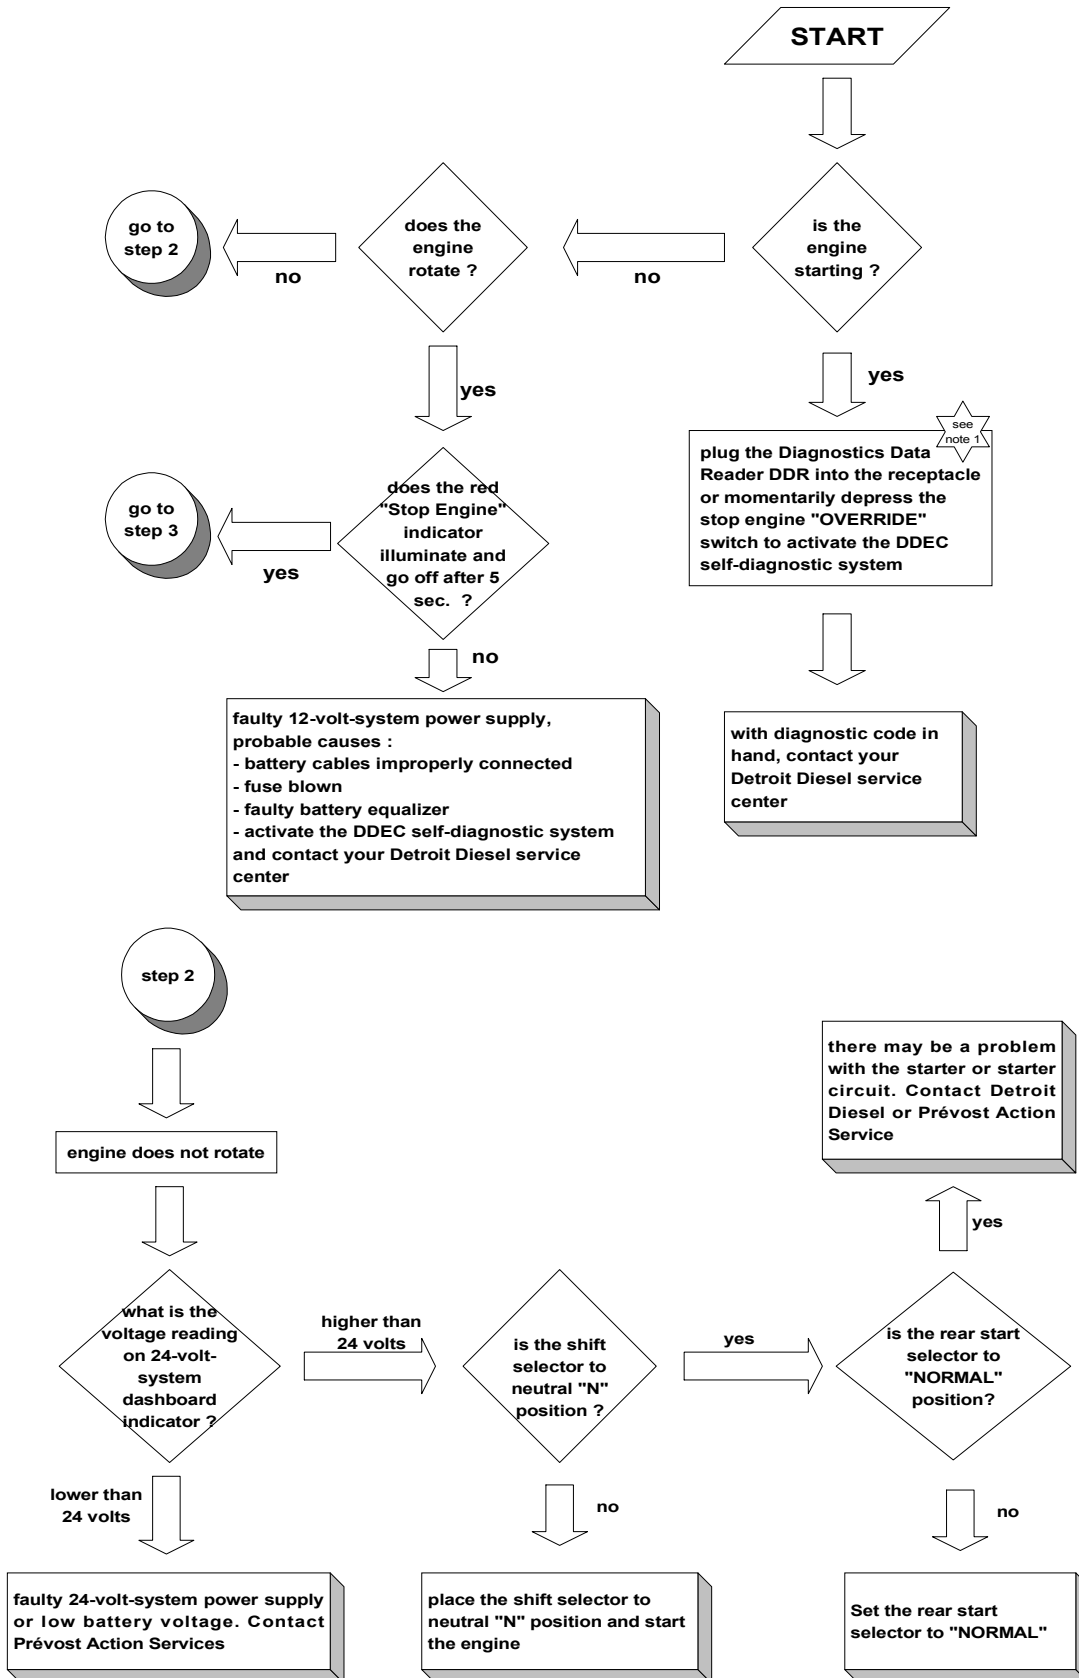 START
is the
engine
starting ?
no
does the
engine
rotate ?
no
go to
step 2
yes
yes
see
note 1
plug the Diagnostics Data
Reader DDR into the receptacle
or momentarily depress the
stop engine "OVERRIDE"
switch to activate the DDEC
self-diagnostic system
does the red
"Stop Engine"
indicator
illuminate and
go off after 5
sec. ?
yes
go to
step 3
no
faulty 12-volt-system power supply,
probable causes :
- battery cables improperly connected
- fuse blown
- faulty battery equalizer
- activate the DDEC self-diagnostic system
and contact your Detroit Diesel service
center
with diagnostic code in
hand, contact your
Detroit Diesel service
center
step 2
engine does not rotate
what is the
voltage reading
on 24-volt-
system
dashboard
indicator ?
higher than
24 volts
is the shift
selector to
neutral "N"
position ?
yes
is the rear start
selector to
"NORMAL"
position?
yes
there may be a problem
with the starter or starter
circuit. Contact Detroit
Diesel or Prévost Action
Service
lower than
24 volts
no
no
faulty 24-volt-system power supply
or low battery voltage. Contact
Prévost Action Services
place the shift selector to
neutral "N" position and start
the engine
Set the rear start
selector to "NORMAL"